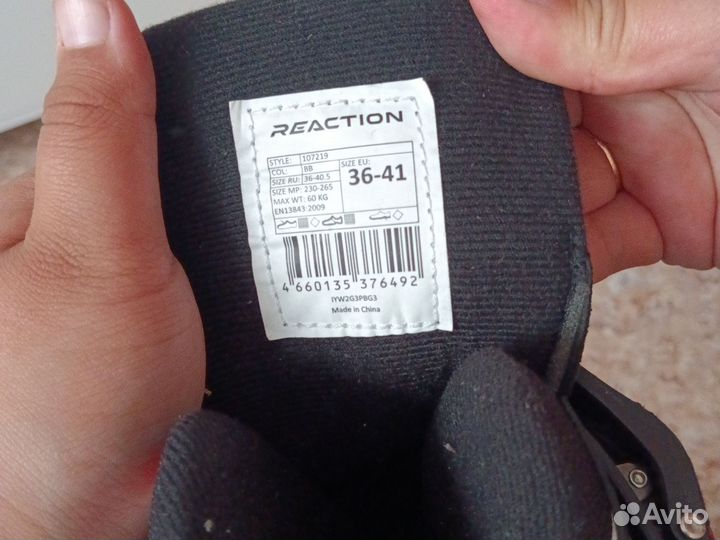 REACTION
STYLE: 107219
COL: BB
SIZE RU: 36-40.5
SIZE MP: 230-265
MAX WT: 60 KG
EN13843:2009
SIZE EU:
36-41
4 660135 376492
IYW2G3PBG3
Made in China
Avito